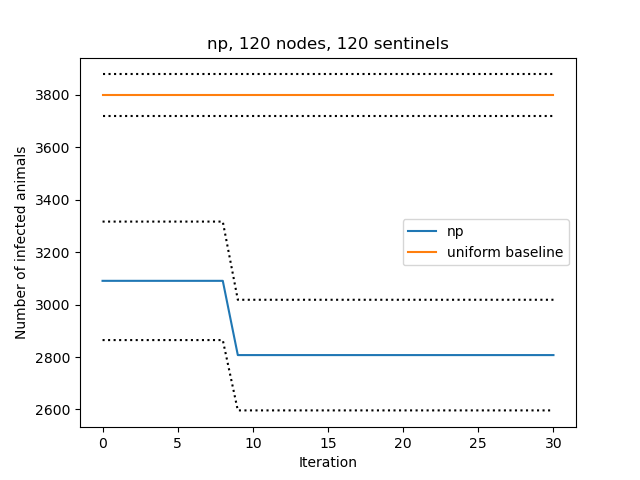 np, 120 nodes, 120 sentinels
Number of infected animals
3800
3600
3400
3200
3000
2800
2600
np
uniform baseline
0 5 10 15 20 25 30
Iteration